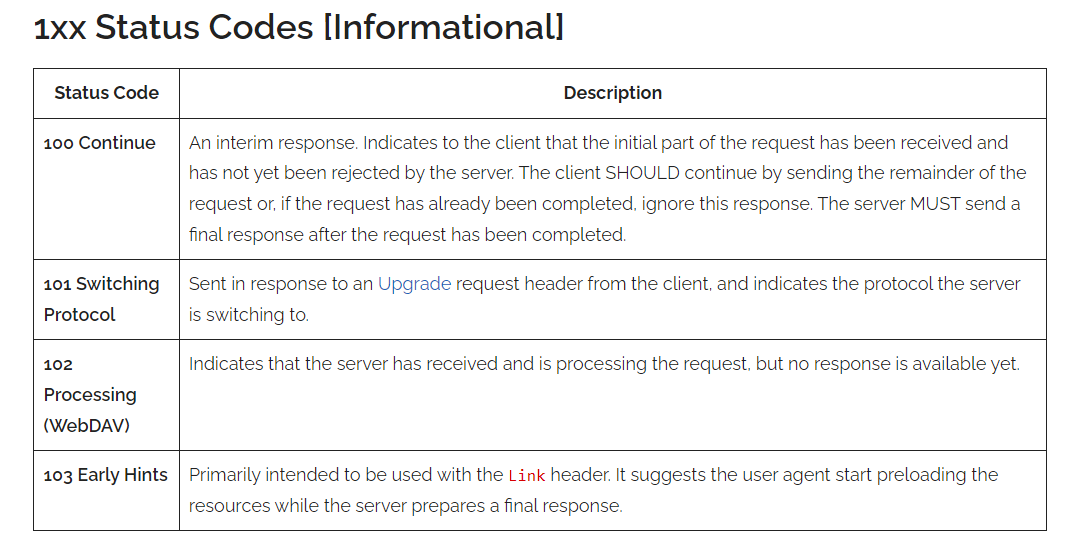 1xx Status Codes [Informational]
Status Code Description
100 Continue An interim response. Indicates to the client that the initial part of the request has been received and
has not yet been rejected by the server. The client SHOULD continue by sending the remainder of the
request or, if the request has already been completed, ignore this response. The server MUST send a
final response after the request has been completed.
101 Switching Sent in response to an Upgrade request header from the client, and indicates the protocol the server
Protocol is switching to.
102 Indicates that the server has received and is processing the request, but no response is available yet.
Processing
(WebDAV)
103 Early Hints Primarily intended to be used with the Link header. It suggests the user agent start preloading the
resources while the server prepares a final response.